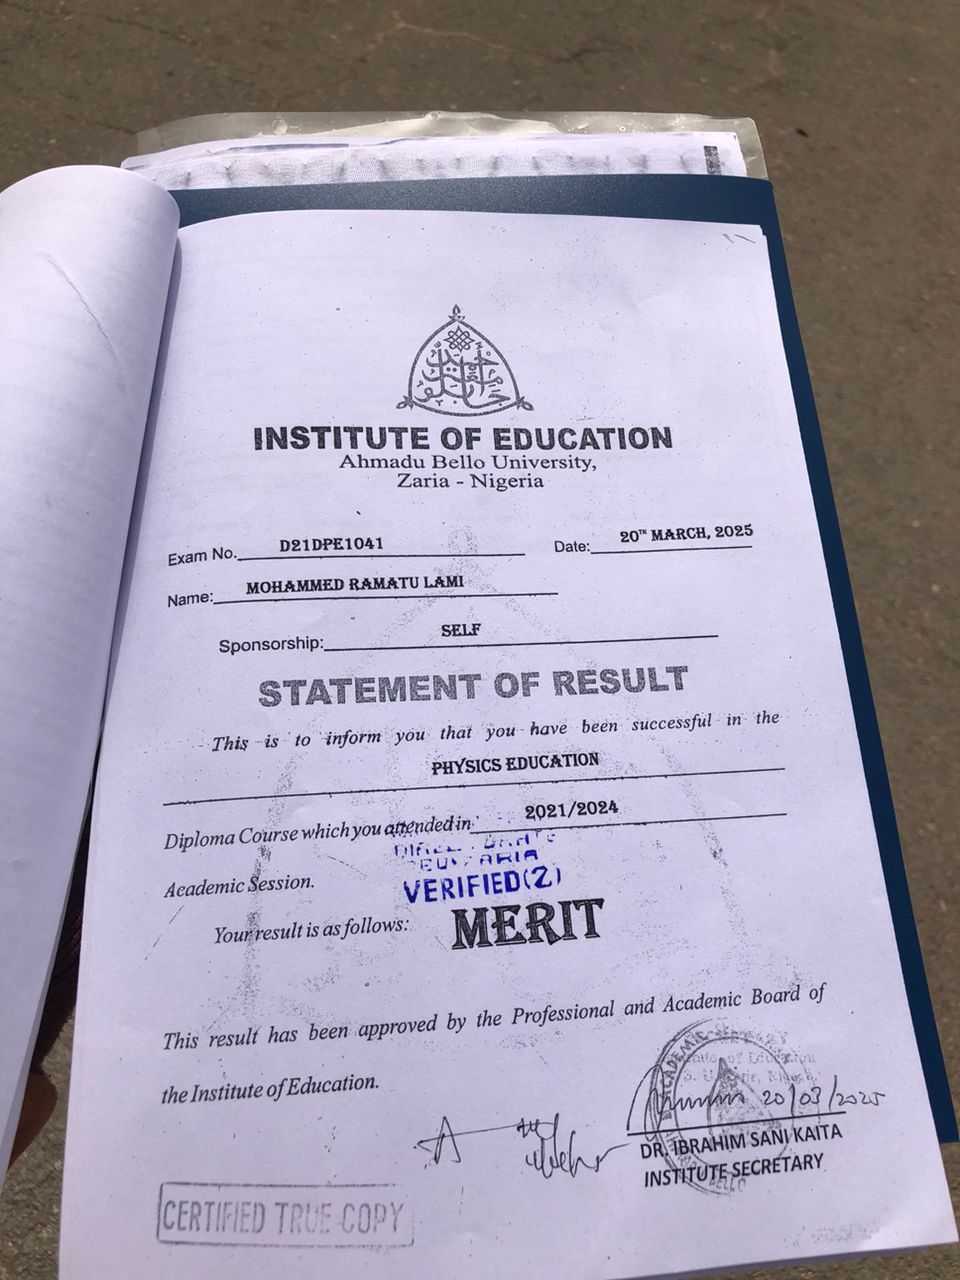 INSTITUTE OF EDUCATION
Ahmadu Bello University,
Zaria - Nigeria
Exam No. D21DPE1041 Date: 20TH MARCH, 2025
Name: MOHAMMED RAMATU LAMI
Sponsorship: SELF
STATEMENT OF RESULT
This is to inform you that you have been successful in the
PHYSICS EDUCATION
Diploma Course which you attended in 2021/2024
Academic Session.
VERIFIED(2)
Your result is as follows: MERIT
This result has been approved by the Professional and Academic Board of
the Institute of Education.
20/03/2025
DR. IBRAHIM SANI KAITA
INSTITUTE SECRETARY
CERTIFIED TRUE COPY